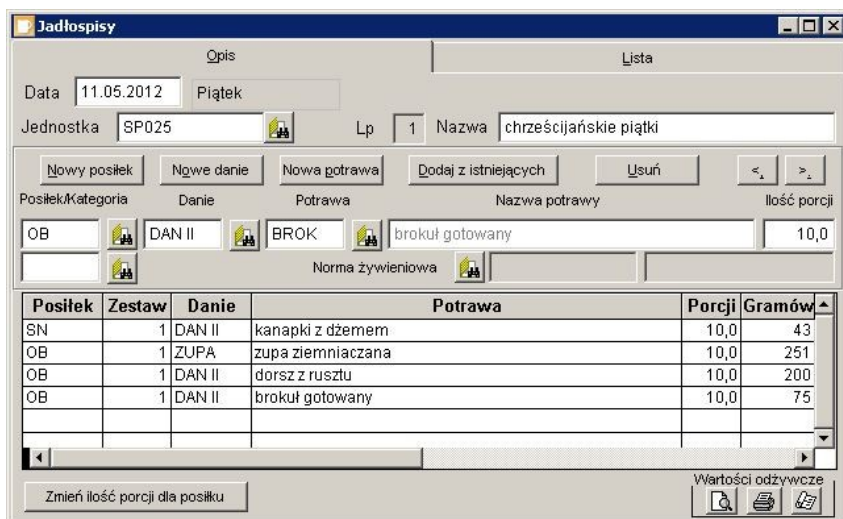 Jadłospisy
Opis Lista
Data 11.05.2012 Piątek
Jednostka SP025 Lp 1 Nazwa chrześcijańskie piątki
Nowy posiłek Nowe danie Nowa potrawa Dodaj z istniejących Usuń <. >.
Posiłek/Kategoria Danie Potrawa Nazwa potrawy Ilość porcji
OB DAN II BROK brokuł gotowany 10,0
Norma żywieniowa
Posiłek Zestaw Danie Potrawa Porcji Gramów
SN 1 DAN II kanapki z dżemem 10,0 43
OB 1 ZUPA zupa ziemniaczana 10,0 251
OB 1 DAN II dorsz z rusztu 10,0 200
OB 1 DAN II brokuł gotowany 10,0 75
Wartości odżywcze
Zmień ilość porcji dla posiłku